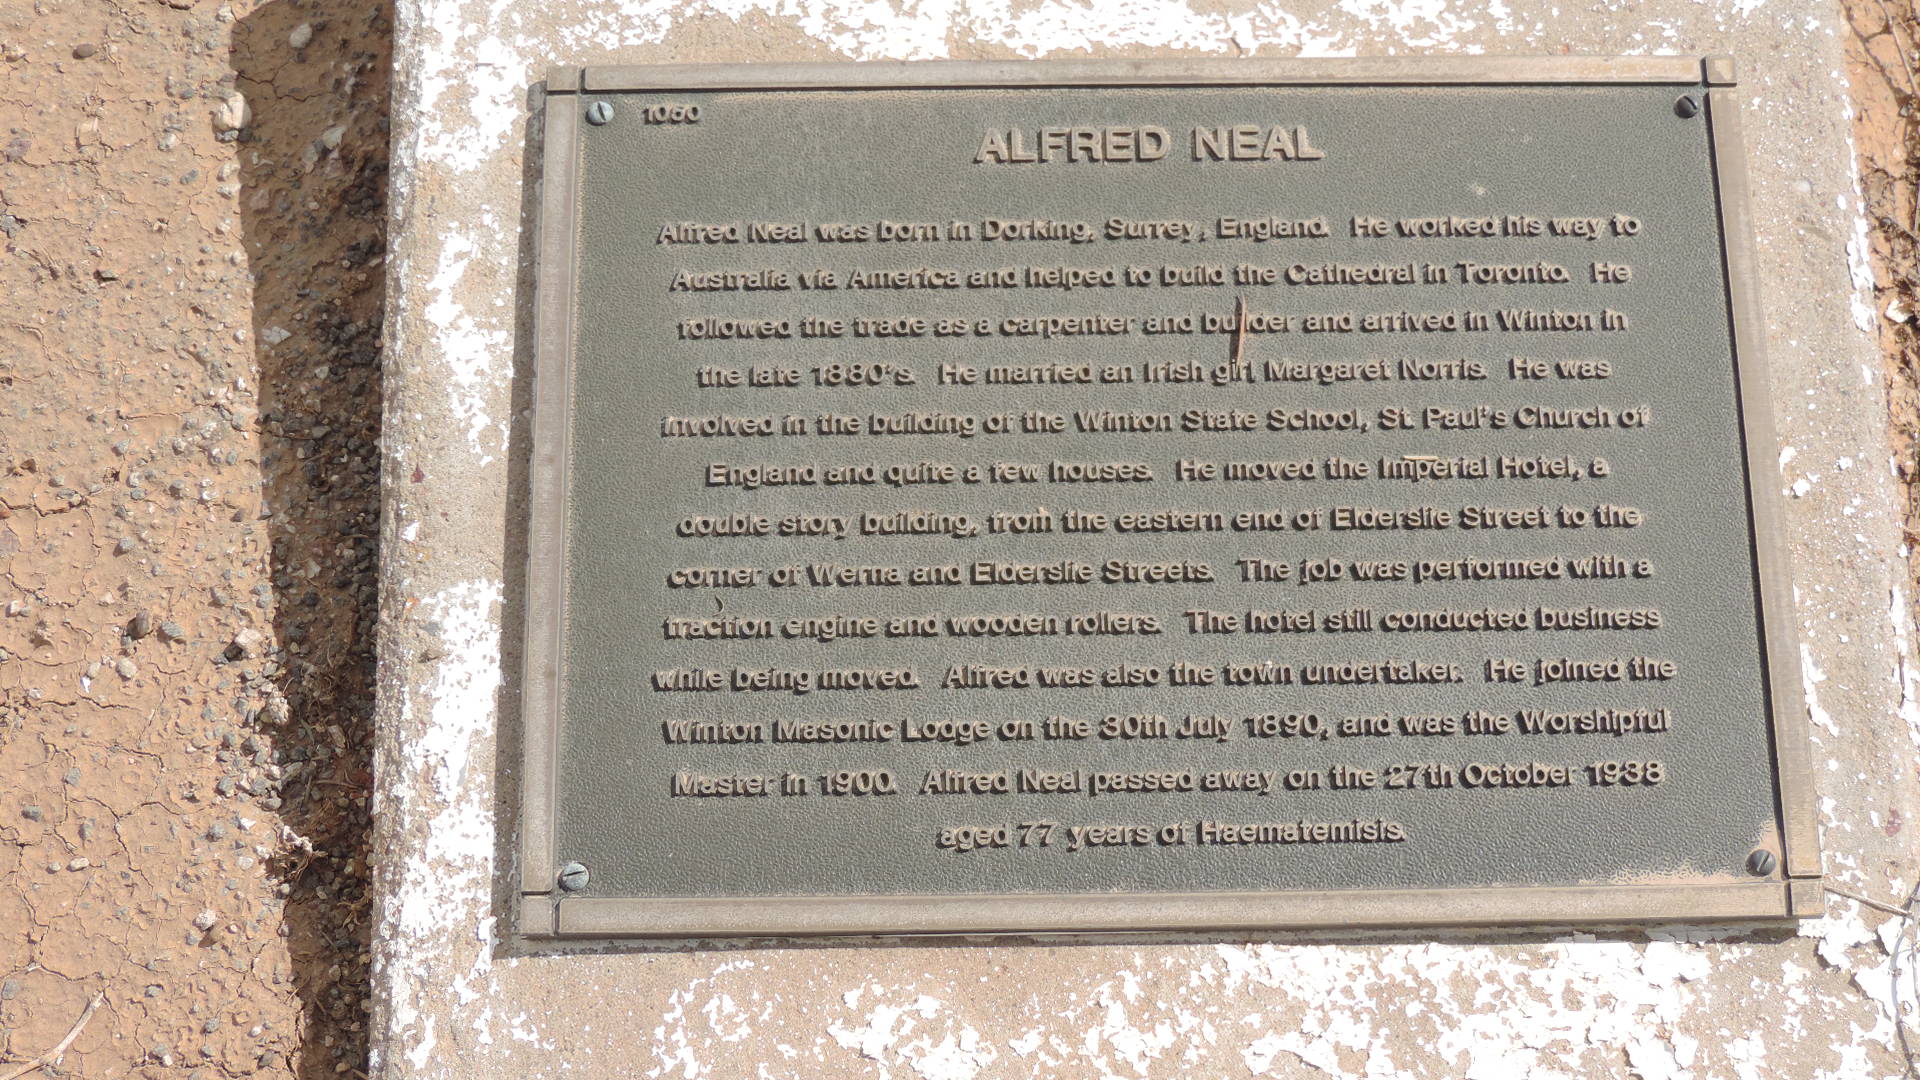 1060
ALFRED NEAL
Alfred Neal was born in Dorking, Surrey, England. He worked his way to
Australia via America and helped to build the Cathedral in Toronto. He
followed the trade as a carpenter and builder and arrived in Winton in
the late 1880's. He married an Irish girl Margaret Norris. He was
involved in the building of the Winton State School, St. Paul's Church of
England and quite a few houses. He moved the Imperial Hotel, a
double story building, from the eastern end of Elderslie Street to the
corner of Werna and Elderslie Streets. The job was performed with a
traction engine and wooden rollers. The hotel still conducted business
while being moved. Alfred was also the town undertaker. He joined the
Winton Masonic Lodge on the 30th July 1890, and was the Worshipful
Master in 1900. Alfred Neal passed away on the 27th October 1938
aged 77 years of Haematemisis.